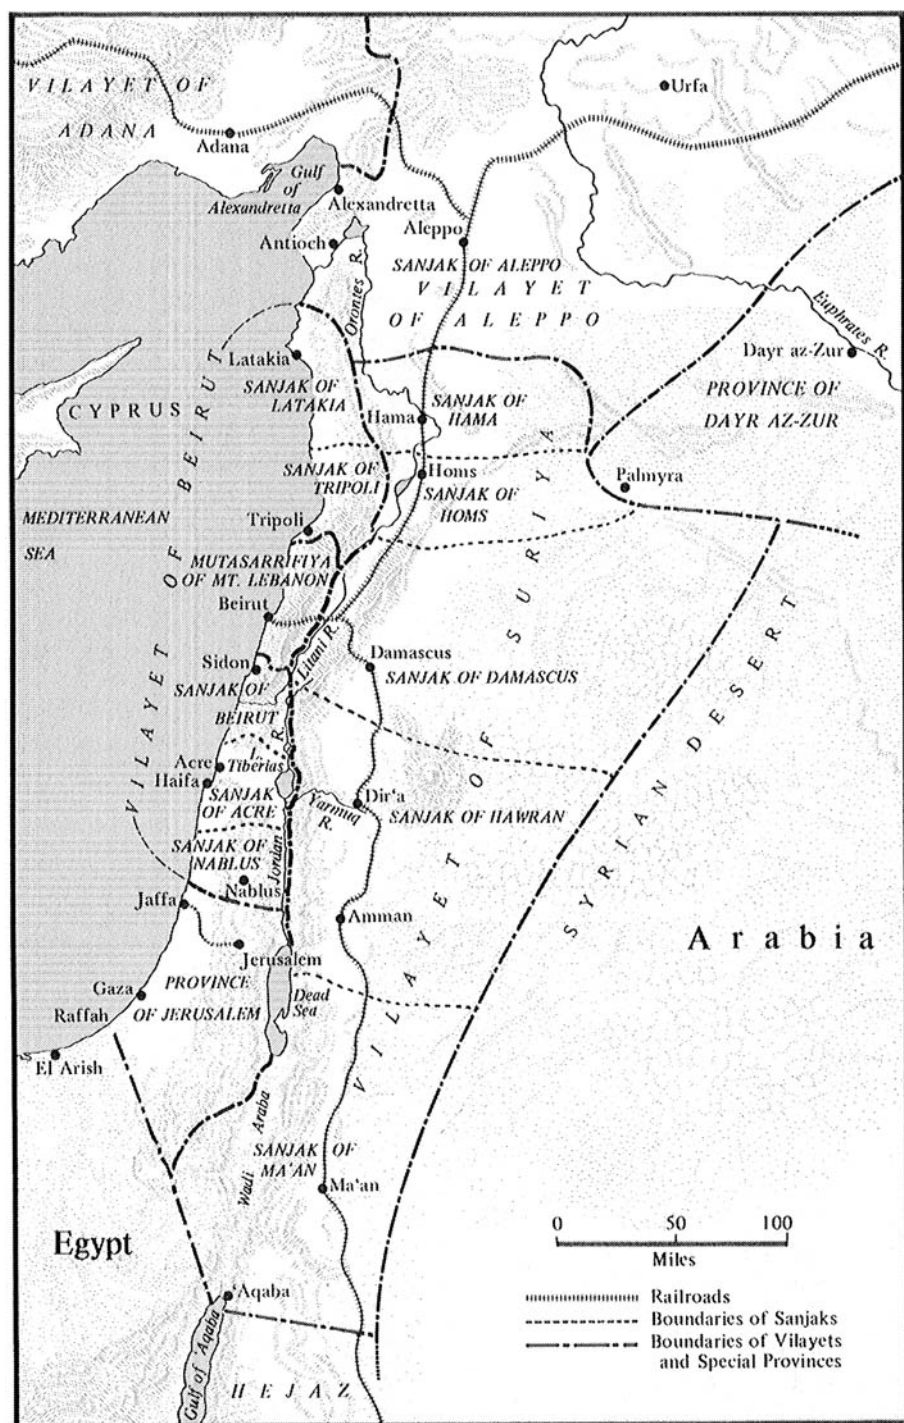 VILAYET OF
ADANA
Adana
Urfa
Gulf
of
Alexandretta
Alexandretta
Antioch
Aleppo
Orontes R.
SANJAK OF ALEPPO
VILAYET
OF ALEPPO
Euphrates R.
Latakia
SANJAK OF
LATAKIA
Dayr az-Zur
PROVINCE OF
DAYR AZ-ZUR
CYPRUS
Hama
SANJAK OF
HAMA
SANJAK OF
TRIPOLI
Homs
SANJAK OF
HOMS
Palmyra
MEDITERRANEAN
SEA
Tripoli
MUTASARRIFIYA
OF MT. LEBANON
VILAYET OF BEIRUT
Beirut
Litani R.
Damascus
SANJAK OF DAMASCUS
Sidon
SANJAK OF
BEIRUT
VILAYET OF SURIYA
SYRIAN DESERT
Acre
L.
Tiberias
Haifa
SANJAK
OF ACRE
Yarmuq
R.
Dir'a
SANJAK OF HAWRAN
SANJAK OF
NABLUS
Jordan R.
Nablus
Jaffa
Amman
Arabia
Jerusalem
PROVINCE
OF JERUSALEM
Gaza
Raffah
Dead
Sea
El Arish
Wadi Araba
SANJAK OF
MA'AN
Ma'an
Egypt
'Aqaba
Gulf of 'Aqaba
HEJAZ
0 50 100
Miles
Railroads
Boundaries of Sanjaks
Boundaries of Vilayets
and Special Provinces